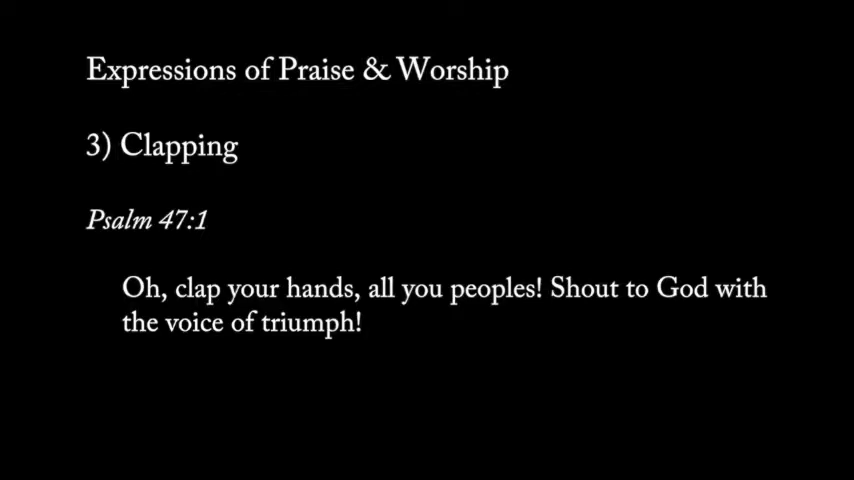 Expressions of Praise & Worship
3) Clapping
Psalm 47:1
Oh, clap your hands, all you peoples! Shout to God with
the voice of triumph!